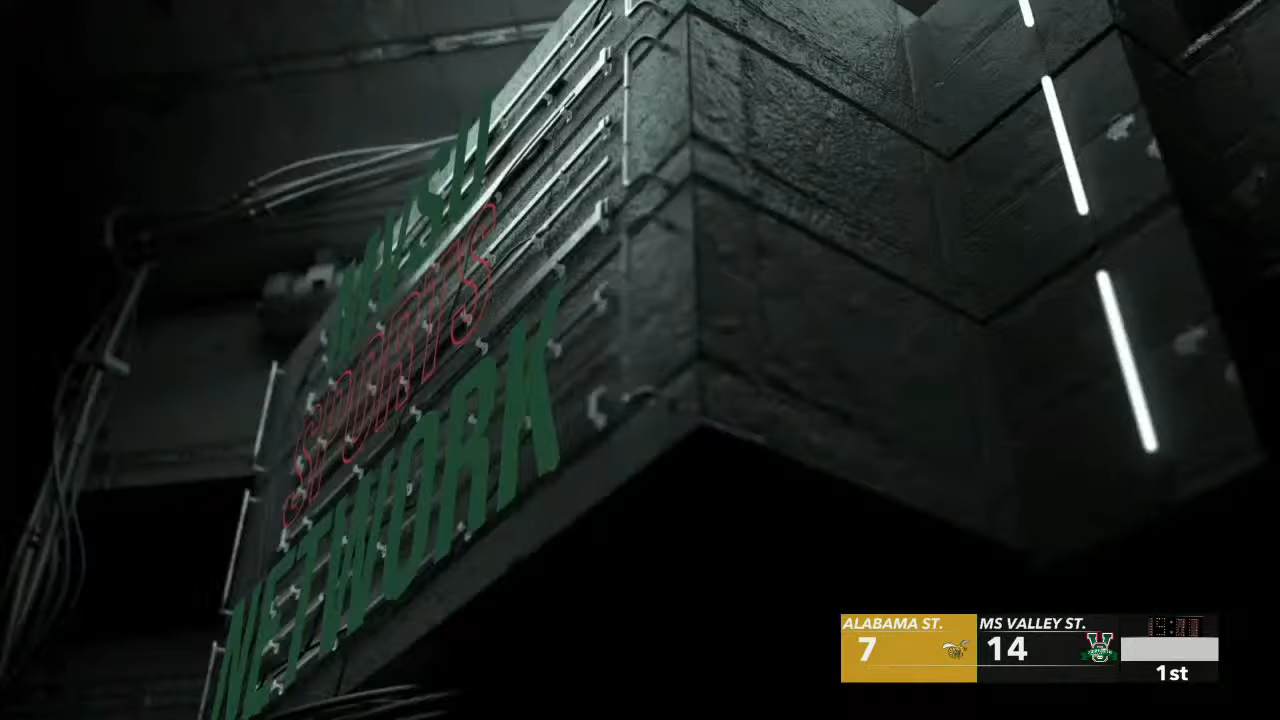 MVSU
SPORTS
NETWORK
ALABAMA ST.
7
MS VALLEY ST.
14
1st